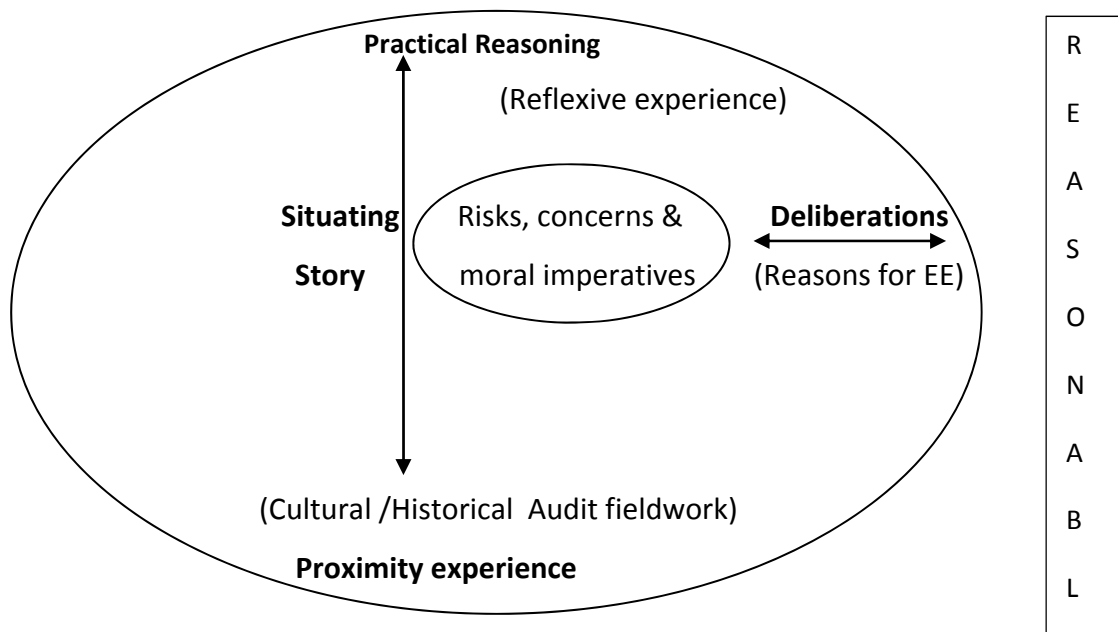 Practical Reasoning
(Reflexive experience)
Situating
Story
Risks, concerns &
moral imperatives
Deliberations
(Reasons for EE)
(Cultural /Historical  Audit fieldwork)
Proximity experience
R
E
A
S
O
N
A
B
L